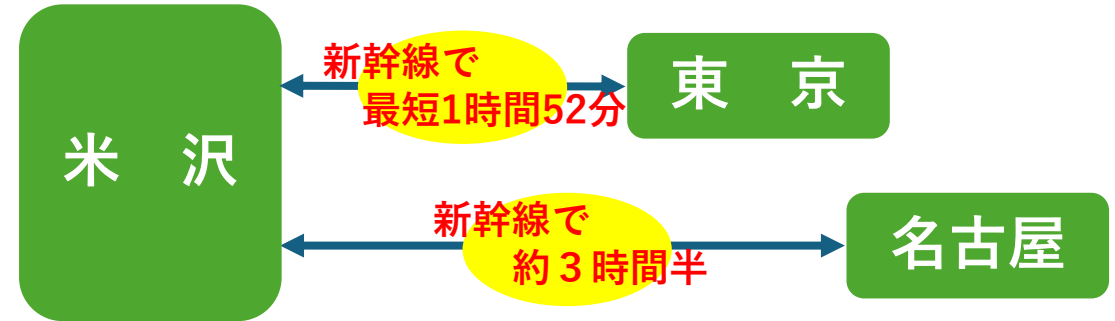 米　沢
新幹線で
最短1時間52分
東　京
新幹線で
約３時間半
名古屋